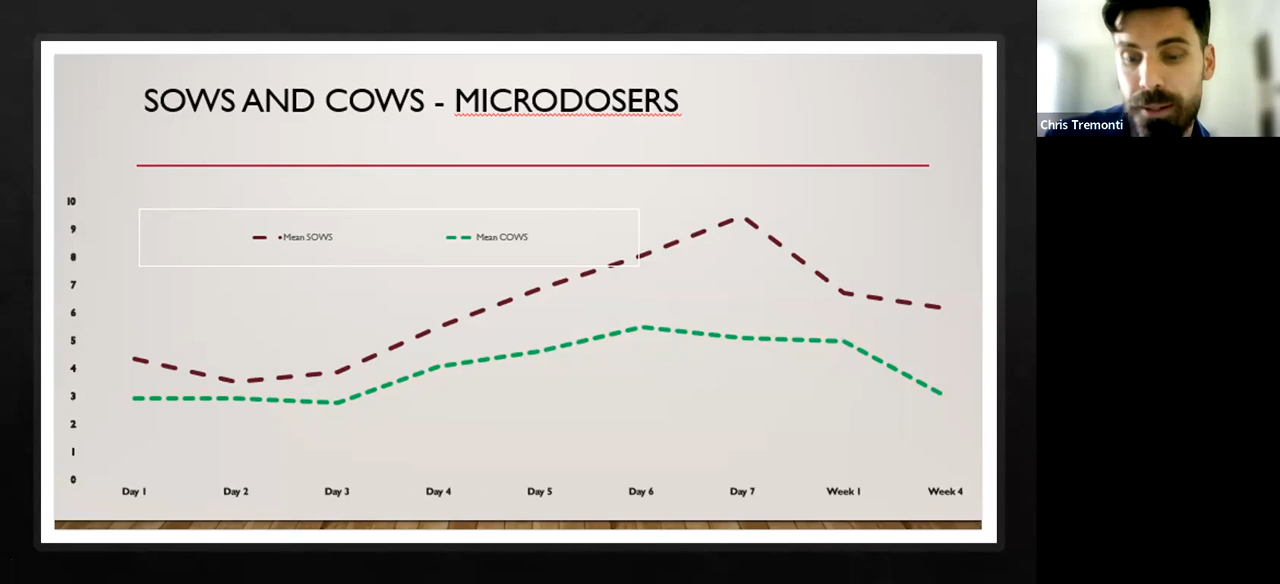 SOWS AND COWS - MICRODOSERS
10
9
8
7
6
5
4
3
2
1
0
•Mean SOWS
Mean COWS
Day 1
Day 2
Day 3
Day 4
Day 5
Day 6
Day 7
Week 1
Week 4
Chris Tremonti